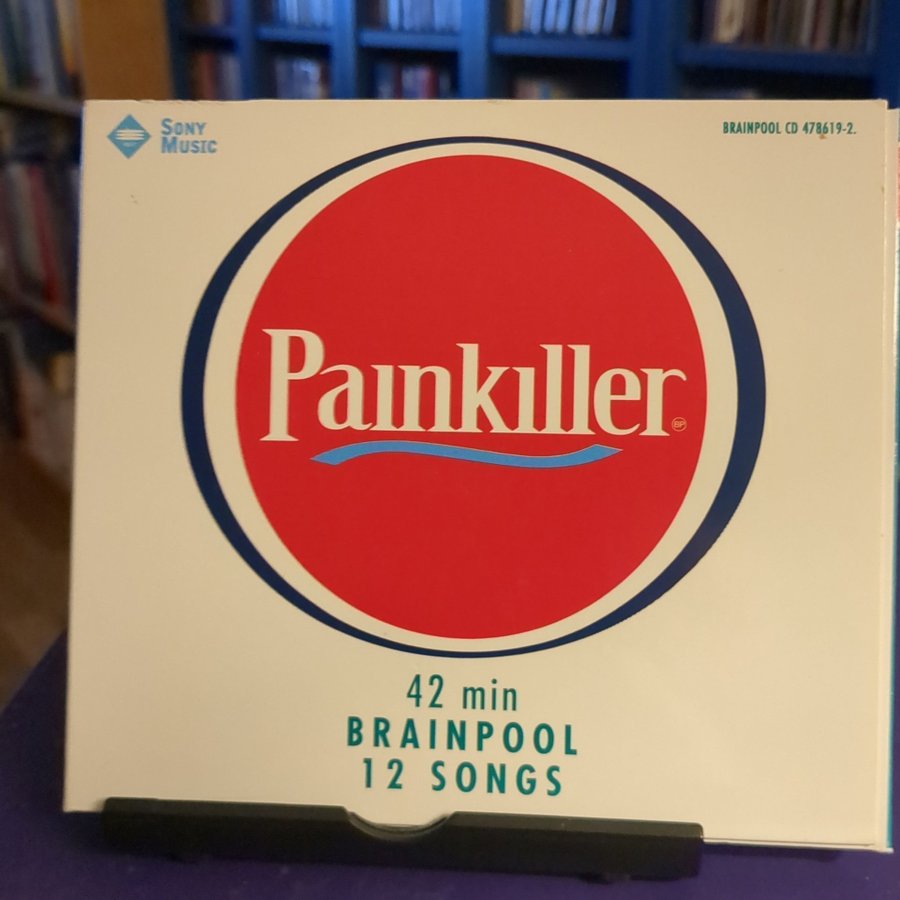 SONY
MUSIC
BRAINPOOL CD 478619-2.
Painkiller
BP
42 min
BRAINPOOL
12 SONGS